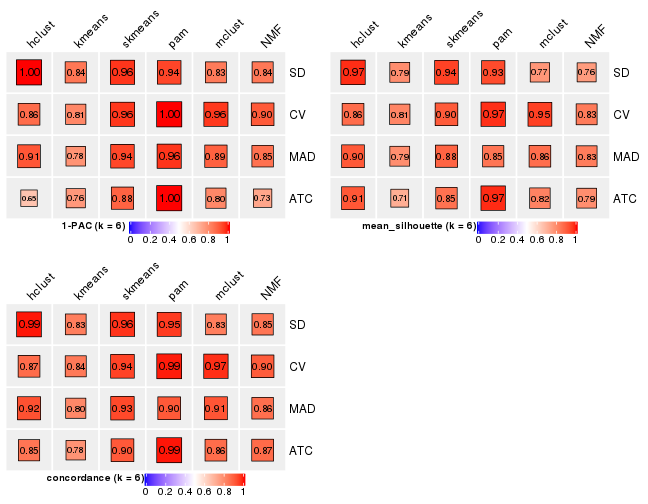 hclust kmeans skmeans pam mclust NMF
1.00 0.84 0.96 0.94 0.83 0.84 SD
0.86 0.81 0.96 1.00 0.96 0.90 CV
0.91 0.78 0.94 0.96 0.89 0.85 MAD
0.65 0.76 0.88 1.00 0.80 0.73 ATC
1-PAC (k = 6)
0 0.2 0.4 0.6 0.8 1
hclust kmeans skmeans pam mclust NMF
0.97 0.79 0.94 0.93 0.77 0.76 SD
0.86 0.81 0.90 0.97 0.95 0.83 CV
0.90 0.79 0.88 0.85 0.86 0.83 MAD
0.91 0.71 0.85 0.97 0.82 0.79 ATC
mean_silhouette (k = 6)
0 0.2 0.4 0.6 0.8 1
hclust kmeans skmeans pam mclust NMF
0.99 0.83 0.96 0.95 0.83 0.85 SD
0.87 0.84 0.94 0.99 0.97 0.90 CV
0.92 0.80 0.93 0.90 0.91 0.86 MAD
0.85 0.78 0.90 0.99 0.86 0.87 ATC
concordance (k = 6)
0 0.2 0.4 0.6 0.8 1